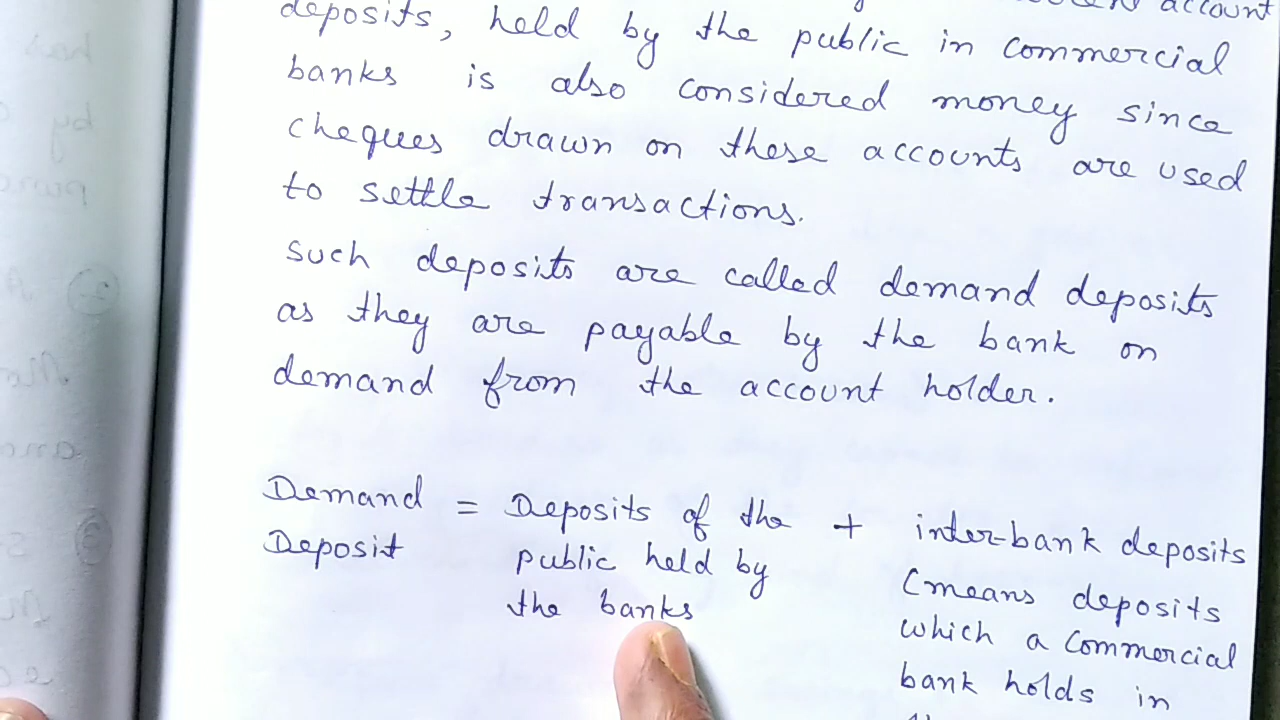 account
deposits, held by the public in commercial
banks is also considered money since
cheques drawn on these accounts are used
to settle transactions.
Such deposits are called demand deposits
as they are payable by the bank on
demand from the account holder.
Demand = Deposits of the + inter-bank deposits
Deposit public held by (means deposits
the banks which a commercial
bank holds in